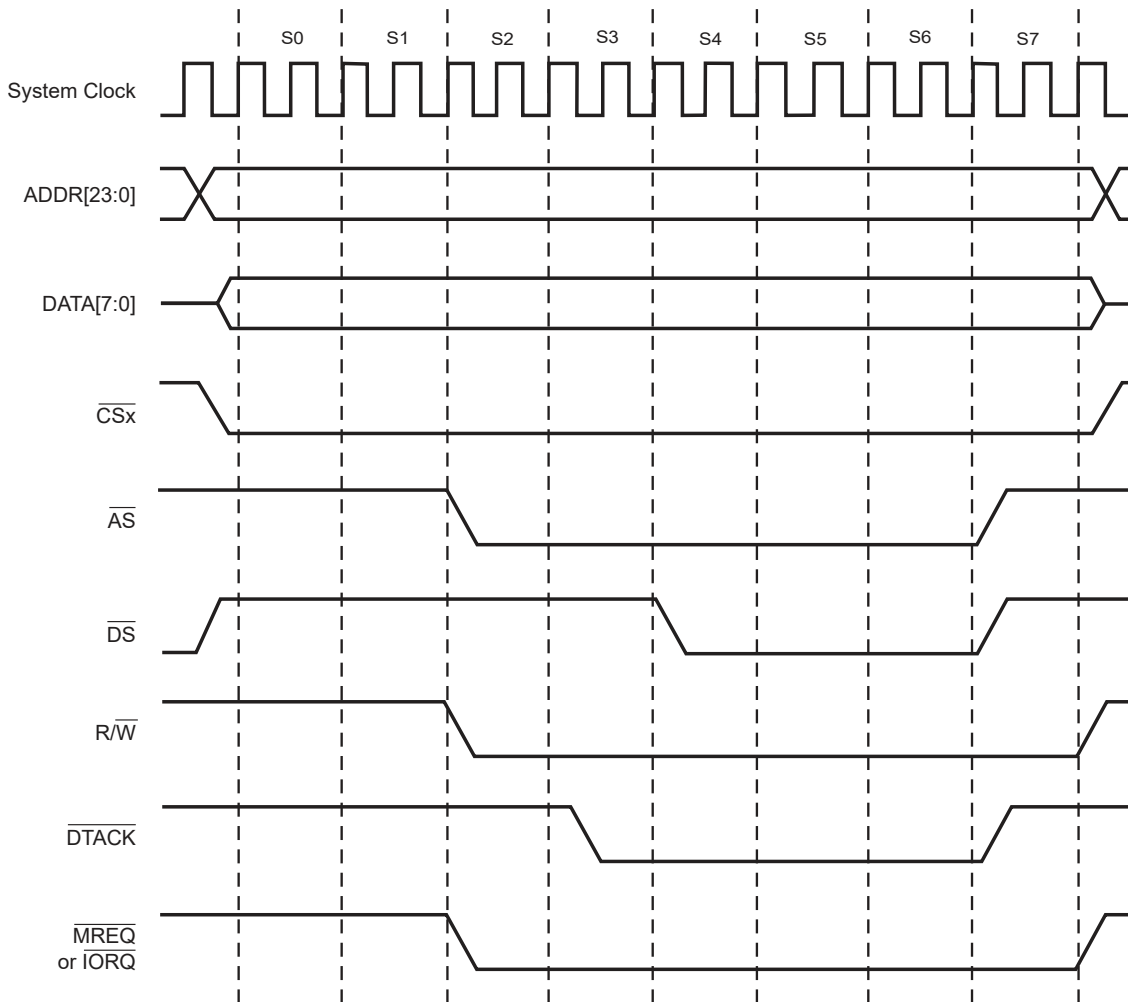 S0 S1 S2 S3 S4 S5 S6 S7
System Clock
ADDR[23:0]
DATA[7:0]
CSx
AS
DS
R/W
DTACK
MREQ
or IORQ